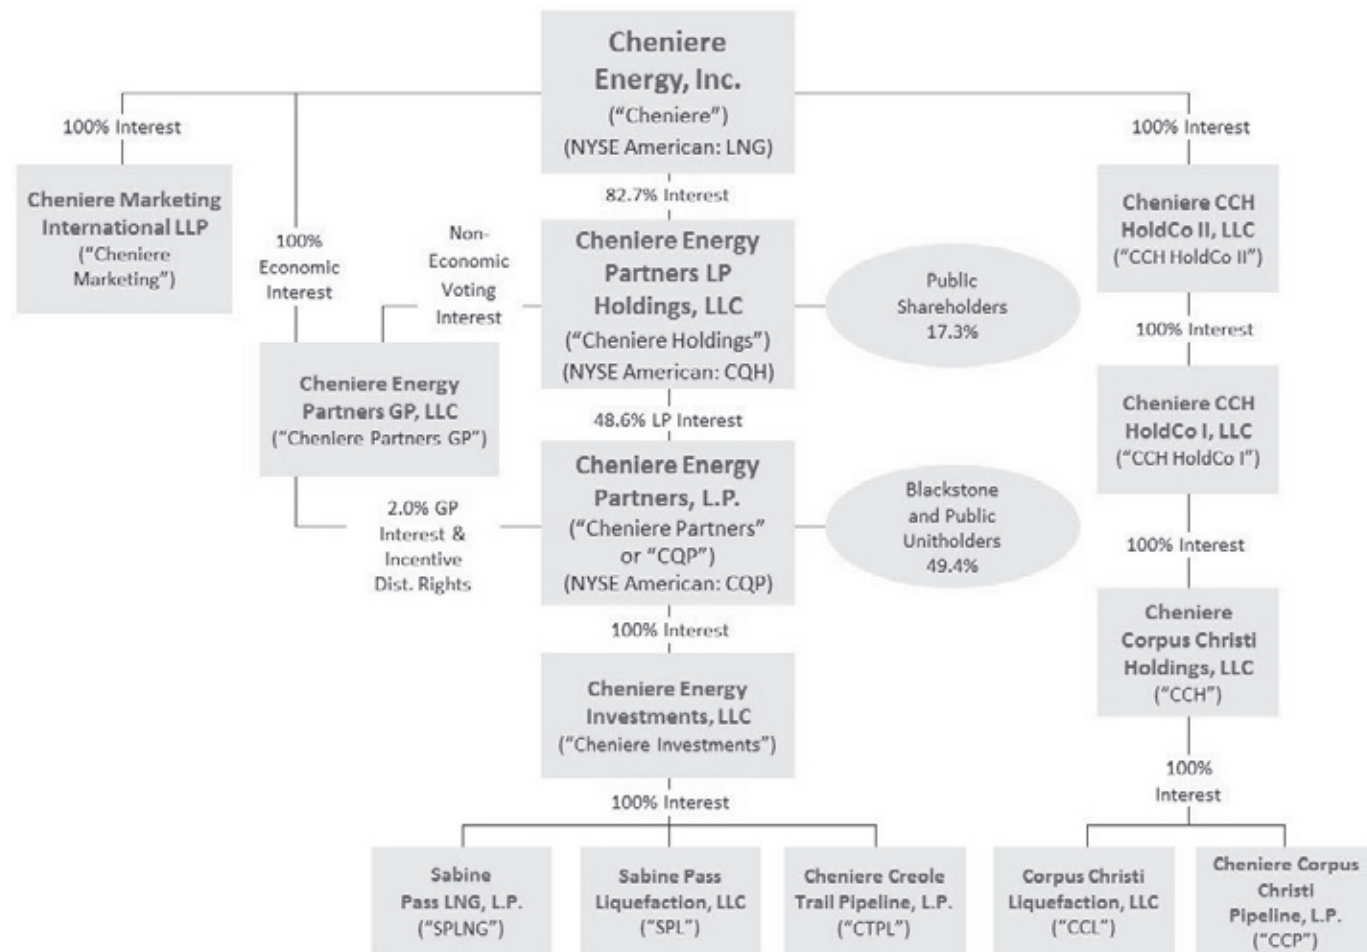 Cheniere
Energy, Inc.
("Cheniere")
(NYSE American: LNG)
100% Interest
Cheniere Marketing
International LLP
("Cheniere
Marketing")
100%
Economic
Interest
82.7% Interest
100% Interest
Non-
Economic
Voting
Interest
Cheniere Energy
Partners LP
Holdings, LLC
("Cheniere Holdings")
(NYSE American: CQH)
Public
Shareholders
17.3%
Cheniere CCH
HoldCo II, LLC
("CCH HoldCo II")
100% Interest
Cheniere Energy
Partners GP, LLC
("Cheniere Partners GP")
48.6% LP Interest
Cheniere CCH
HoldCo I, LLC
("CCH HoldCo I")
2.0% GP
Interest &
Incentive
Dist. Rights
Cheniere Energy
Partners, L.P.
("Cheniere Partners"
or "CQP")
(NYSE American: CQP)
Blackstone
and Public
Unitholders
49.4%
100% Interest
100% Interest
Cheniere
Corpus Christi
Holdings, LLC
("CCH")
Cheniere Energy
Investments, LLC
("Cheniere Investments")
100% Interest
100%
Interest
Sabine
Pass LNG, L.P.
("SPLNG")
Sabine Pass
Liquefaction, LLC
("SPL")
Cheniere Creole
Trail Pipeline, L.P.
("CTPL")
Corpus Christi
Liquefaction, LLC
("CCL")
Cheniere Corpus
Christi
Pipeline, L.P.
("CCP")